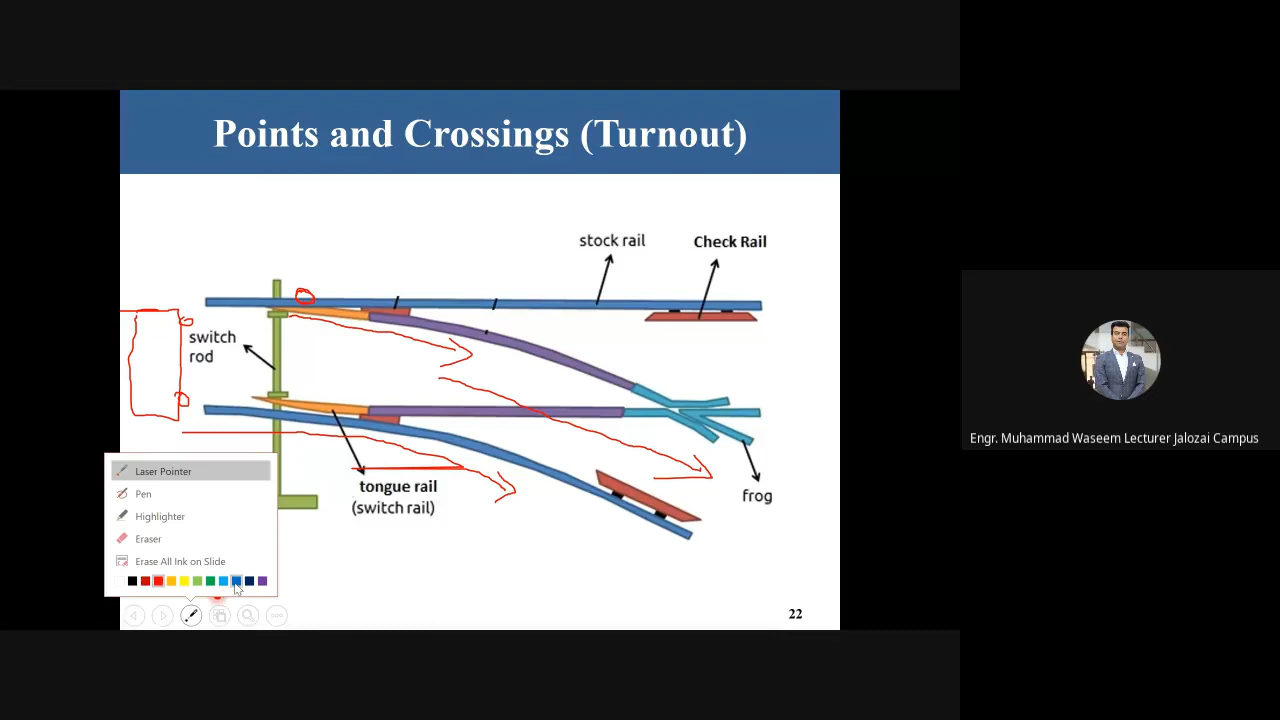 Points and Crossings (Turnout)
stock rail
Check Rail
switch
rod
tongue rail
(switch rail)
frog
Laser Pointer
Pen
Highlighter
Eraser
Erase All Ink on Slide
22
Engr. Muhammad Waseem Lecturer Jalozai Campus